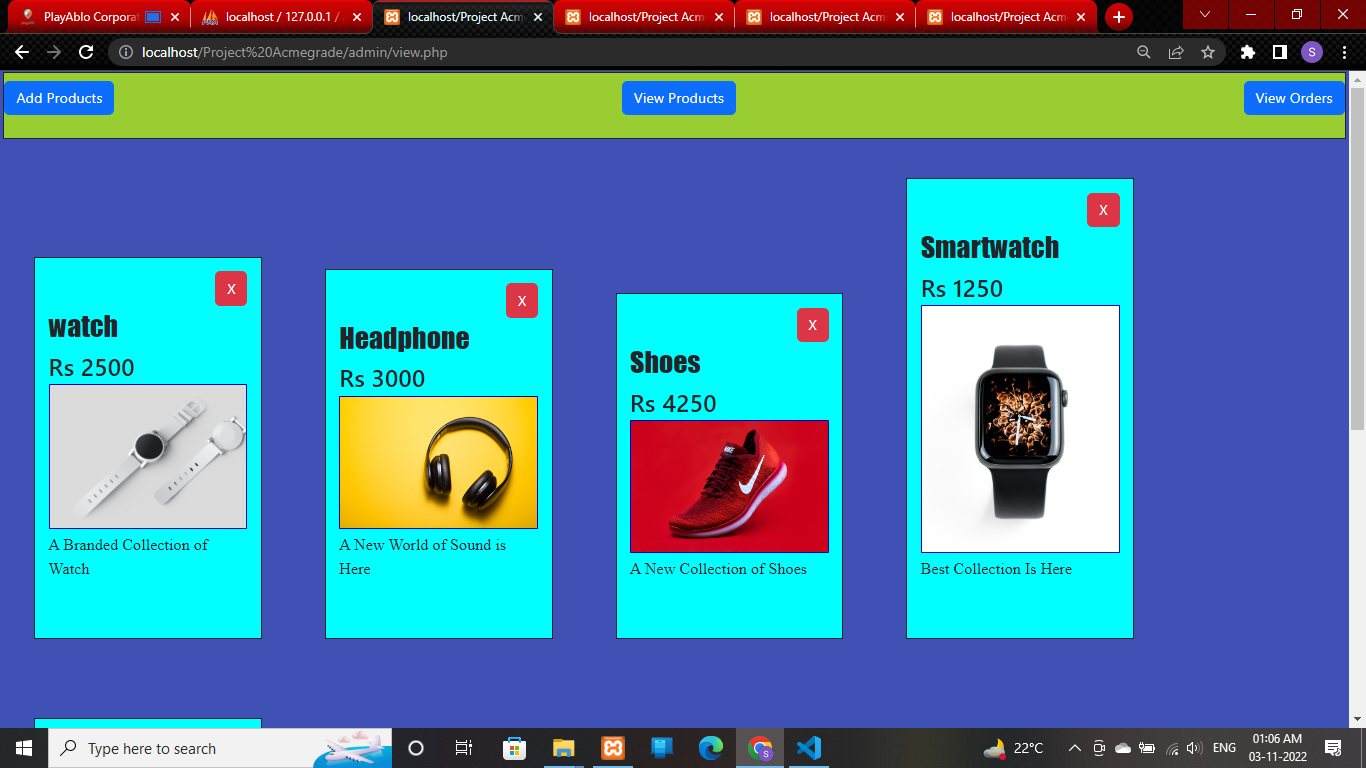 PlayAblo Corporat
localhost / 127.0.0.1 /
localhost/Project Acm
localhost/Project Acm
localhost/Project Acm
localhost/Project Acm
localhost/Project%20Acmegrade/admin/view.php
S
Add Products
View Products
View Orders
X
watch
Rs 2500
A Branded Collection of
Watch
X
Headphone
Rs 3000
A New World of Sound is
Here
X
Shoes
Rs 4250
NIKE
A New Collection of Shoes
X
Smartwatch
Rs 1250
Best Collection Is Here
Type here to search
S
22°C
ENG
01:06 AM
03-11-2022